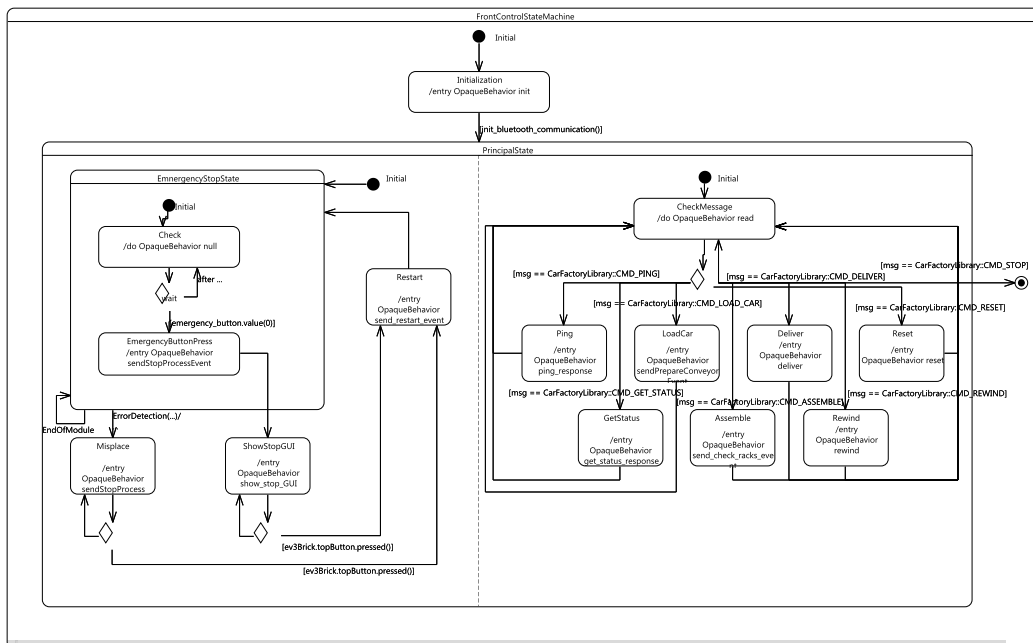 FrontControlStateMachine
Initial
Initialization
/entry OpaqueBehavior init
[init_bluetooth_communication()]
PrincipalState
EmnergencyStopState
Initial
Initial
Check
/do OpaqueBehavior null
after ...
wait
[emergency_button.value(0)]
EmergencyButtonPress
/entry OpaqueBehavior
sendStopProcessEvent
Restart
/entry
OpaqueBehavior
send_restart_event
ErrorDetection(...)/
EndOfModule
Misplace
/entry
OpaqueBehavior
sendStopProcess
ShowStopGUI
/entry
OpaqueBehavior
show_stop_GUI
[ev3Brick.topButton.pressed()]
[ev3Brick.topButton.pressed()]
Initial
CheckMessage
/do OpaqueBehavior read
[msg == CarFactoryLibrary::CMD_STOP]
[msg == CarFactoryLibrary::CMD_PING]
[msg == CarFactoryLibrary::CMD_DELIVER]
[msg == CarFactoryLibrary::CMD_LOAD_CAR]
[msg == CarFactoryLibrary::CMD_RESET]
Ping
/entry
OpaqueBehavior
ping_response
LoadCar
/entry
OpaqueBehavior
sendPrepareConveyor
Event
Deliver
/entry
OpaqueBehavior
deliver
Reset
/entry
OpaqueBehavior reset
[msg == CarFactoryLibrary::CMD_GET_STATUS]
[msg == CarFactoryLibrary::CMD_ASSEMBLE]
[msg == CarFactoryLibrary::CMD_REWIND]
GetStatus
/entry
OpaqueBehavior
get_status_response
Assemble
/entry
OpaqueBehavior
send_check_racks_eve
nt
Rewind
/entry
OpaqueBehavior
rewind